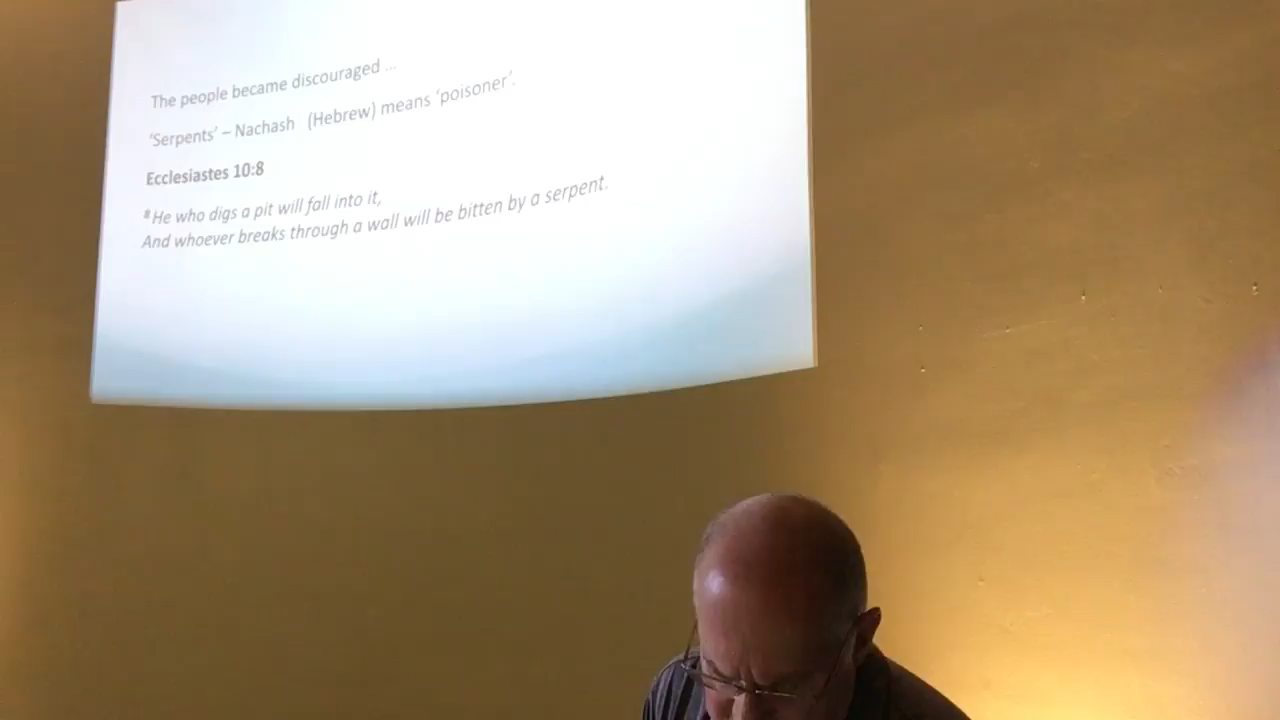 The people became discouraged ...
‘Serpents’ – Nachash (Hebrew) means ‘poisoner’.
Ecclesiastes 10:8
⁸ He who digs a pit will fall into it,
And whoever breaks through a wall will be bitten by a serpent.